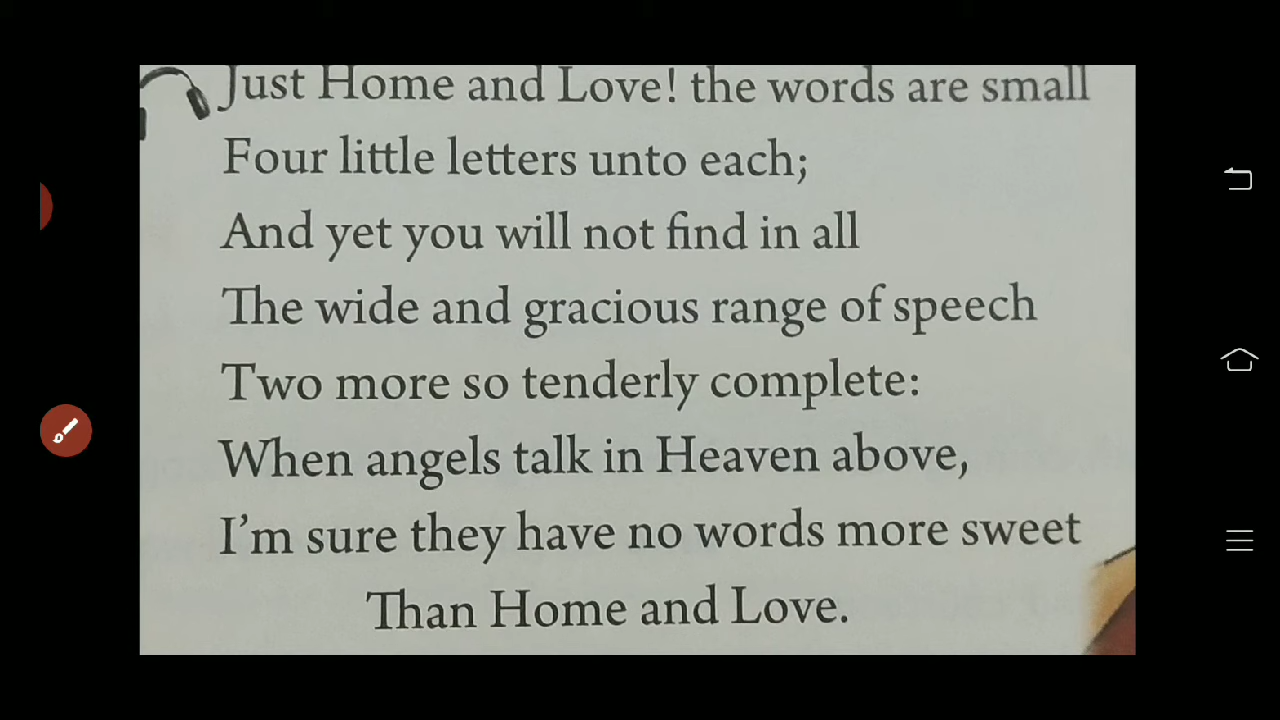 Just Home and Love! the words are small
Four little letters unto each;
And yet you will not find in all
The wide and gracious range of speech
Two more so tenderly complete:
When angels talk in Heaven above,
I'm sure they have no words more sweet
Than Home and Love.